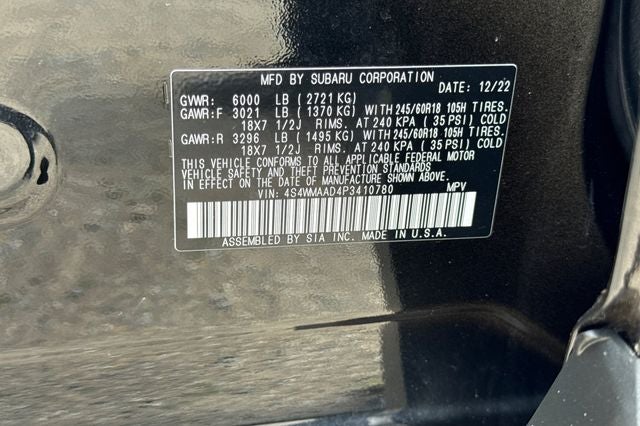 MFD BY SUBARU CORPORATION DATE: 12/22
GVWR: 6000 LB (2721 KG)
GAWR:F 3021 LB (1370 KG) WITH 245/60R18 105H TIRES.
18X7 1/2J RIMS. AT 240 KPA (35 PSI) COLD
GAWR:R 3296 LB (1495 KG) WITH 245/60R18 105H TIRES.
18X7 1/2J RIMS. AT 240 KPA (35 PSI) COLD
THIS VEHICLE CONFORMS TO ALL APPLICABLE FEDERAL MOTOR
VEHICLE SAFETY AND THEFT PREVENTION STANDARDS
IN EFFECT ON THE DATE OF MANUFACTURE SHOWN ABOVE.
VIN: 4S4WMAAD4P3410780 MPV
ASSEMBLED BY SIA INC. MADE IN U.S.A.